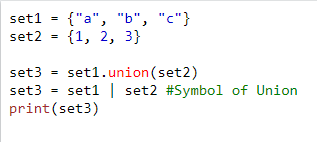 set1 = {"a", "b", "c"}
set2 = {1, 2, 3}
set3 = set1.union(set2)
set3 = set1 | set2 #Symbol of Union
print(set3)